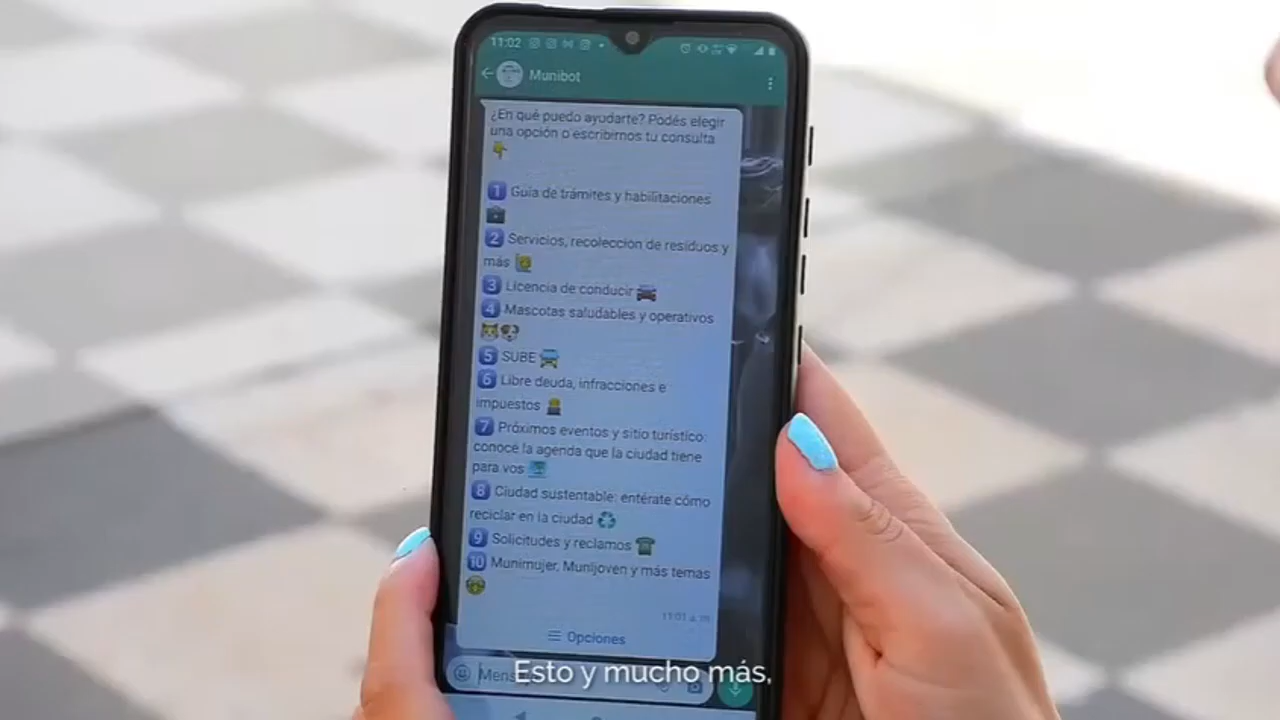 11:02
Munibot
¿En qué puedo ayudarte? Podés elegir
una opción o escribirnos tu consulta
1 Guía de trámites y habilitaciones
2 Servicios, recolección de residuos y
más
3 Licencia de conducir
4 Mascotas saludables y operativos
5 SUBE
6 Libre deuda, infracciones e
impuestos
7 Próximos eventos y sitio turístico:
conoce la agenda que la ciudad tiene
para vos
8 Ciudad sustentable: entérate cómo
reciclar en la ciudad
9 Solicitudes y reclamos
10 Munimujer, Munijoven y más temas
11:01 a. m.
Opciones
Esto y mucho más,